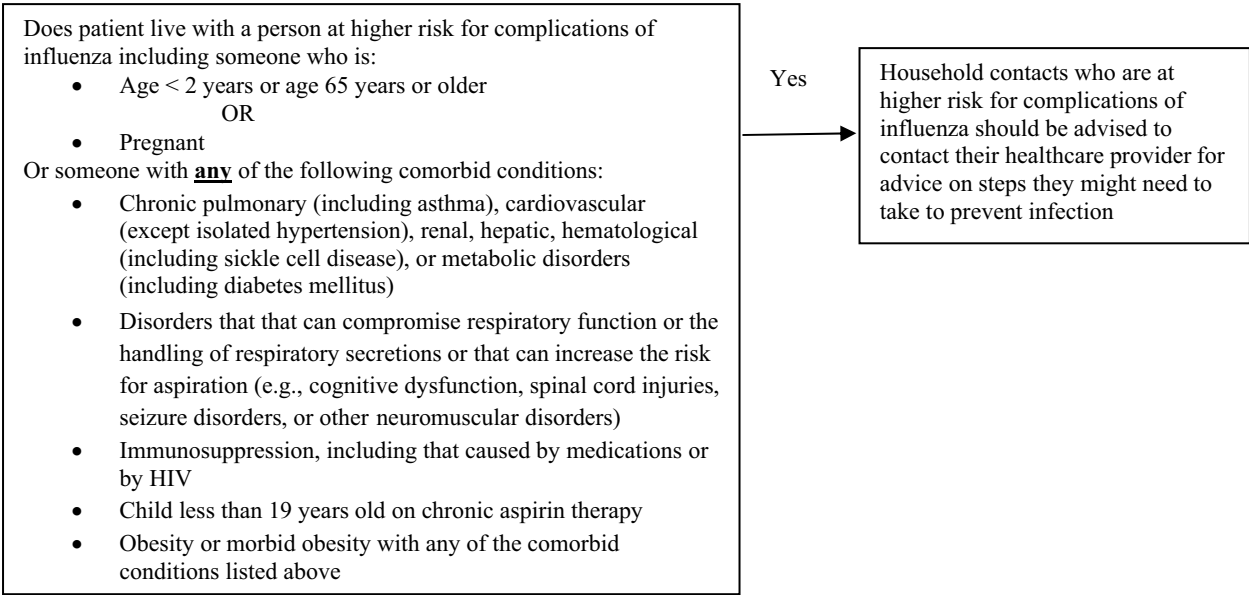 Does patient live with a person at higher risk for complications of
influenza including someone who is:
• Age < 2 years or age 65 years or older
OR
• Pregnant
Or someone with any of the following comorbid conditions:
• Chronic pulmonary (including asthma), cardiovascular
(except isolated hypertension), renal, hepatic, hematological
(including sickle cell disease), or metabolic disorders
(including diabetes mellitus)
• Disorders that that can compromise respiratory function or the
handling of respiratory secretions or that can increase the risk
for aspiration (e.g., cognitive dysfunction, spinal cord injuries,
seizure disorders, or other neuromuscular disorders)
• Immunosuppression, including that caused by medications or
by HIV
• Child less than 19 years old on chronic aspirin therapy
• Obesity or morbid obesity with any of the comorbid
conditions listed above
Yes
Household contacts who are at
higher risk for complications of
influenza should be advised to
contact their healthcare provider for
advice on steps they might need to
take to prevent infection